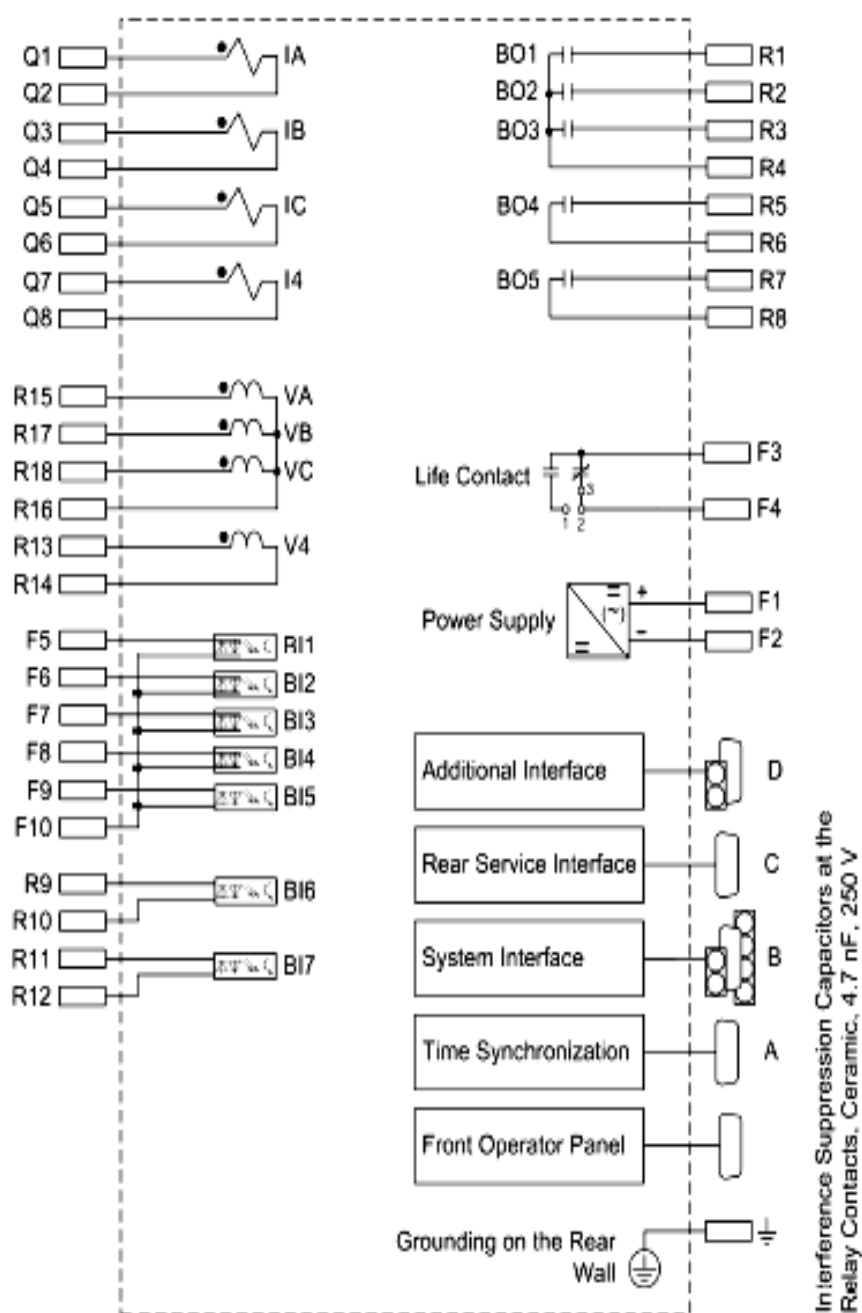 Q1 IA
Q2
Q3 IB
Q4
Q5 IC
Q6
Q7 I4
Q8
R15 VA
R17 VB
R18 VC
R16
R13 V4
R14
F5 BI1
F6 BI2
F7 BI3
F8 BI4
F9 BI5
F10
R9 BI6
R10
R11 BI7
R12
BO1 R1
BO2 R2
BO3 R3
R4
BO4 R5
R6
BO5 R7
R8
Life Contact F3
3
1 2 F4
Power Supply = (~) = + F1
- F2
Additional Interface D
Rear Service Interface C
System Interface B
Time Synchronization A
Front Operator Panel
Grounding on the Rear
Wall
Interference Suppression Capacitors at the
Relay Contacts, Ceramic, 4.7 nF, 250 V